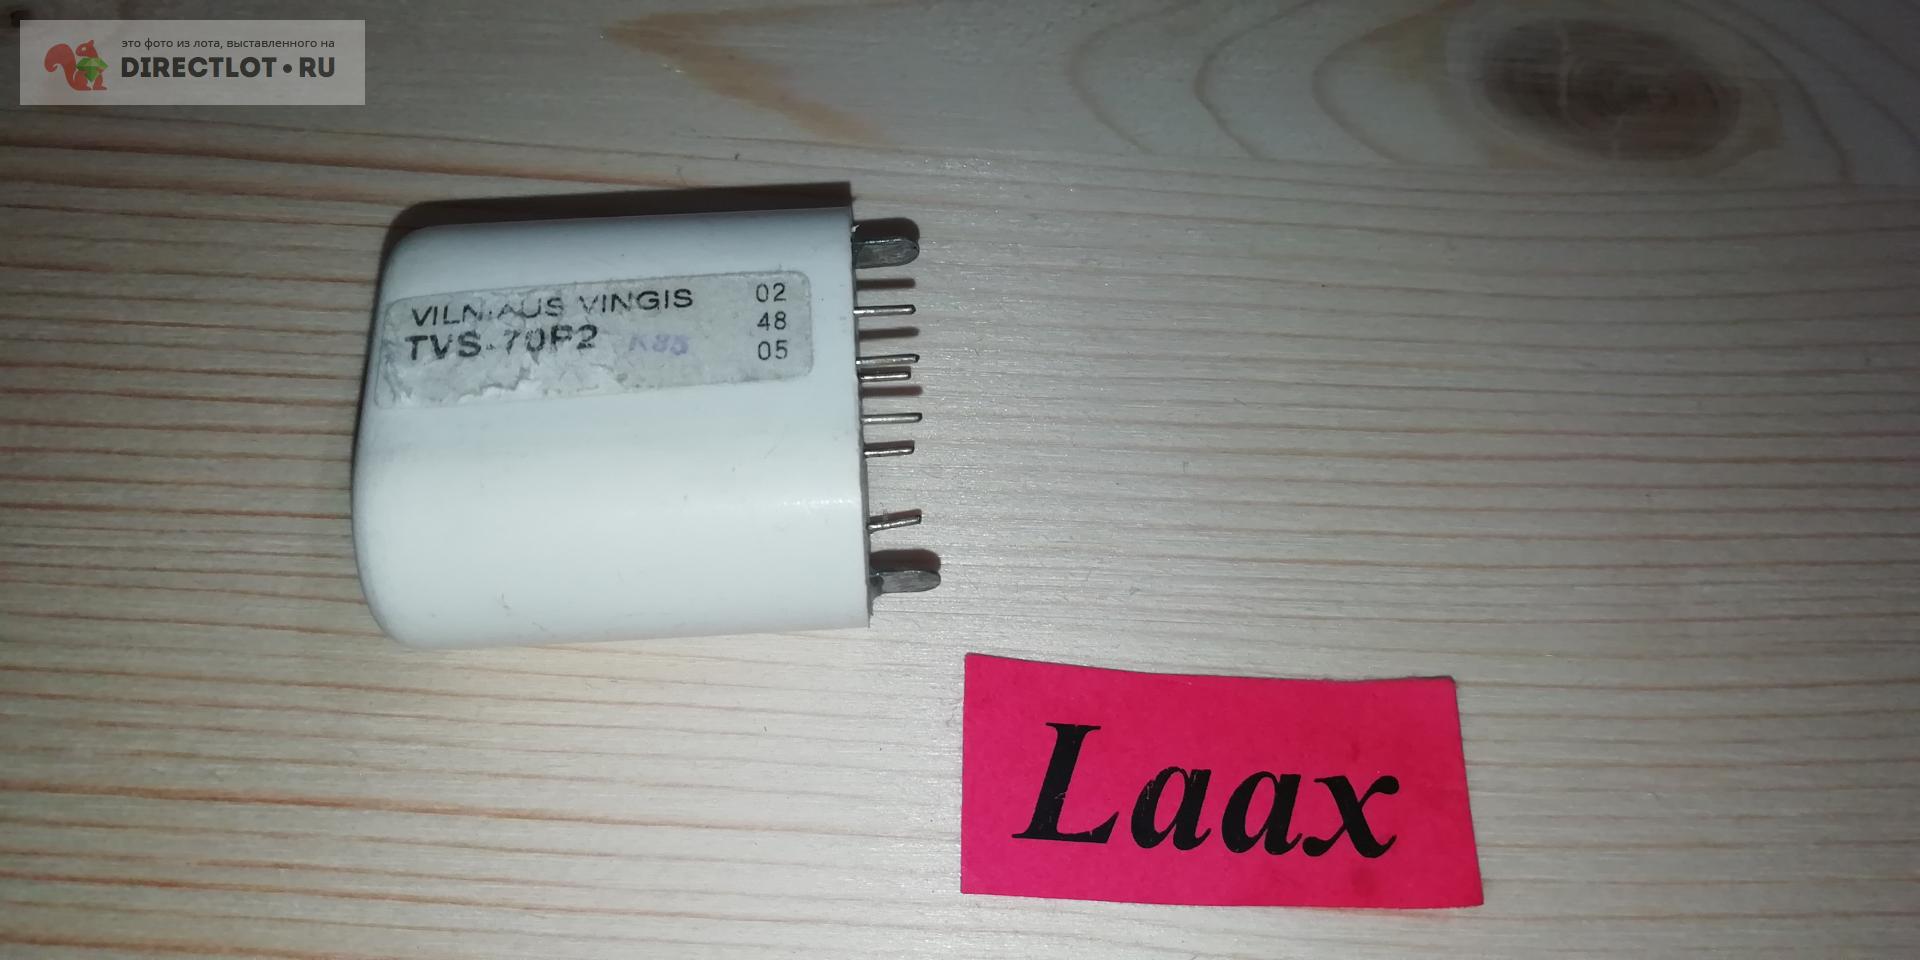 это фото из лота, выставленного на
DIRECTLOT•RU
VILNIAUS VINGIS
TVS-70P2
K85
02
48
05
Laax